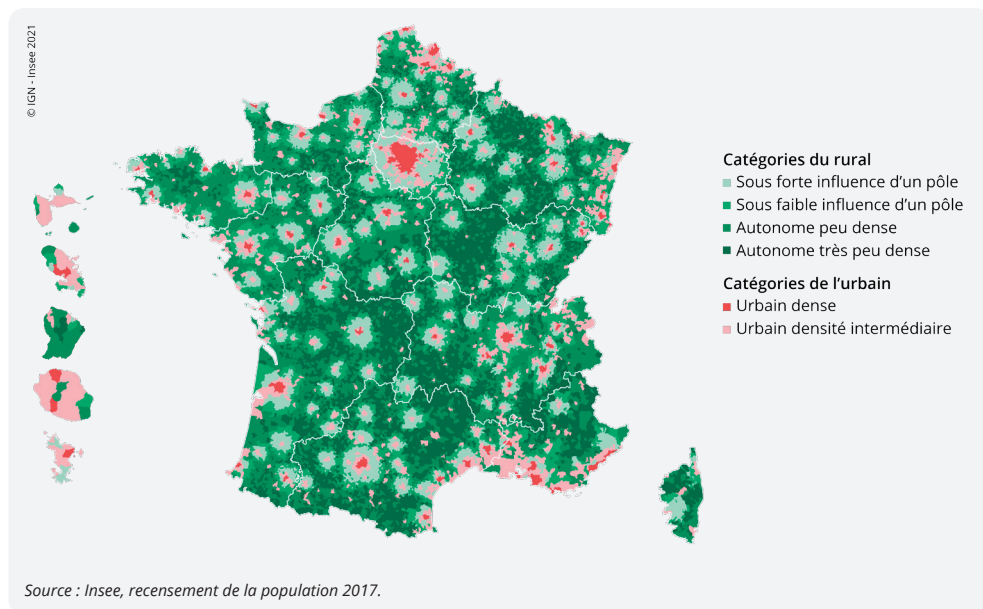 © IGN - Insee 2021
Catégories du rural
Sous forte influence d’un pôle
Sous faible influence d’un pôle
Autonome peu dense
Autonome très peu dense
Catégories de l’urbain
Urbain dense
Urbain densité intermédiaire
Source : Insee, recensement de la population 2017.